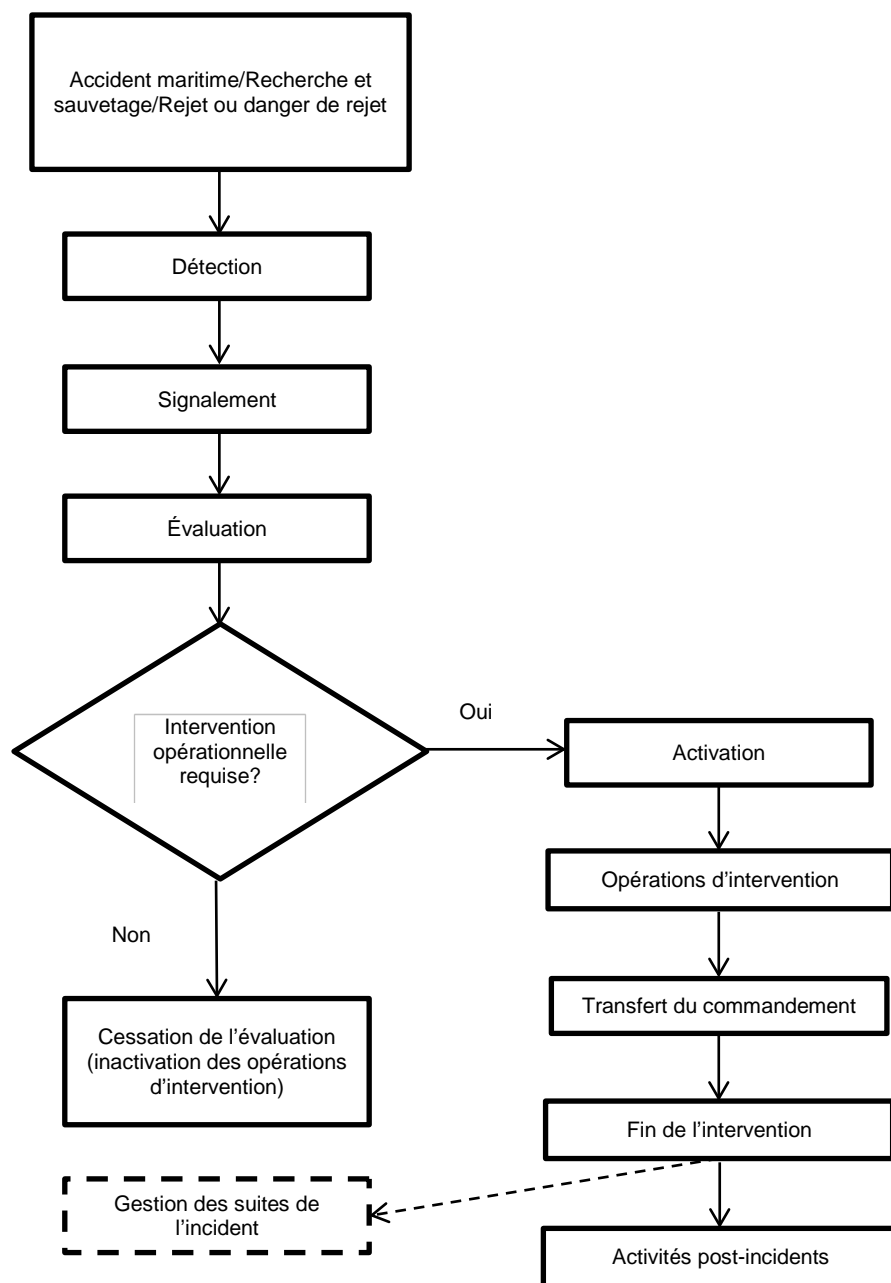 Accident maritime/Recherche et
sauvetage/Rejet ou danger de rejet
Détection
Signalement
Évaluation
Intervention
opérationnelle
requise?
Oui
Activation
Opérations d’intervention
Non
Transfert du commandement
Cessation de l’évaluation
(inactivation des opérations
d’intervention)
Fin de l’intervention
Gestion des suites de
l’incident
Activités post-incidents